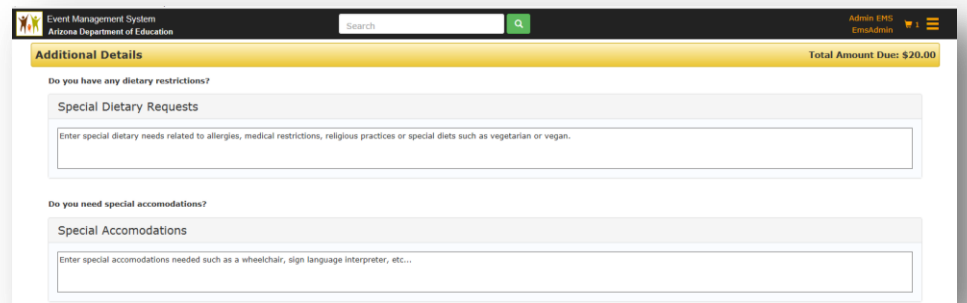 Event Management System
Arizona Department of Education
Search
Admin EMS
EmsAdmin
1
Additional Details
Total Amount Due: $20.00
Do you have any dietary restrictions?
Special Dietary Requests
Enter special dietary needs related to allergies, medical restrictions, religious practices or special diets such as vegetarian or vegan.
Do you need special accomodations?
Special Accomodations
Enter special accomodations needed such as a wheelchair, sign language interpreter, etc...